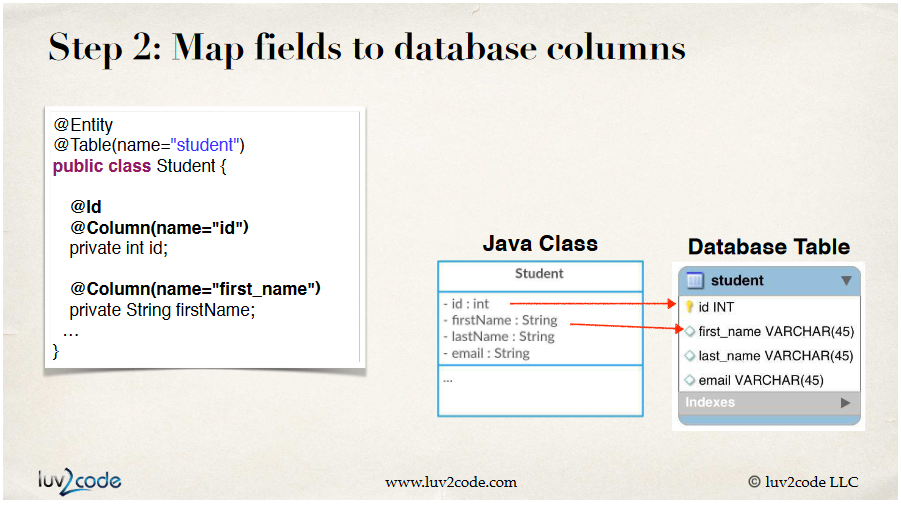 Step 2: Map fields to database columns
@Entity
@Table(name="student")
public class Student {
@Id
@Column(name="id")
private int id;
@Column(name="first_name")
private String firstName;
...
}
Java Class
Student
- id : int
- firstName : String
- lastName : String
- email : String
...
Database Table
student
id INT
first_name VARCHAR(45)
last_name VARCHAR(45)
email VARCHAR(45)
Indexes
luv2code
www.luv2code.com
© luv2code LLC